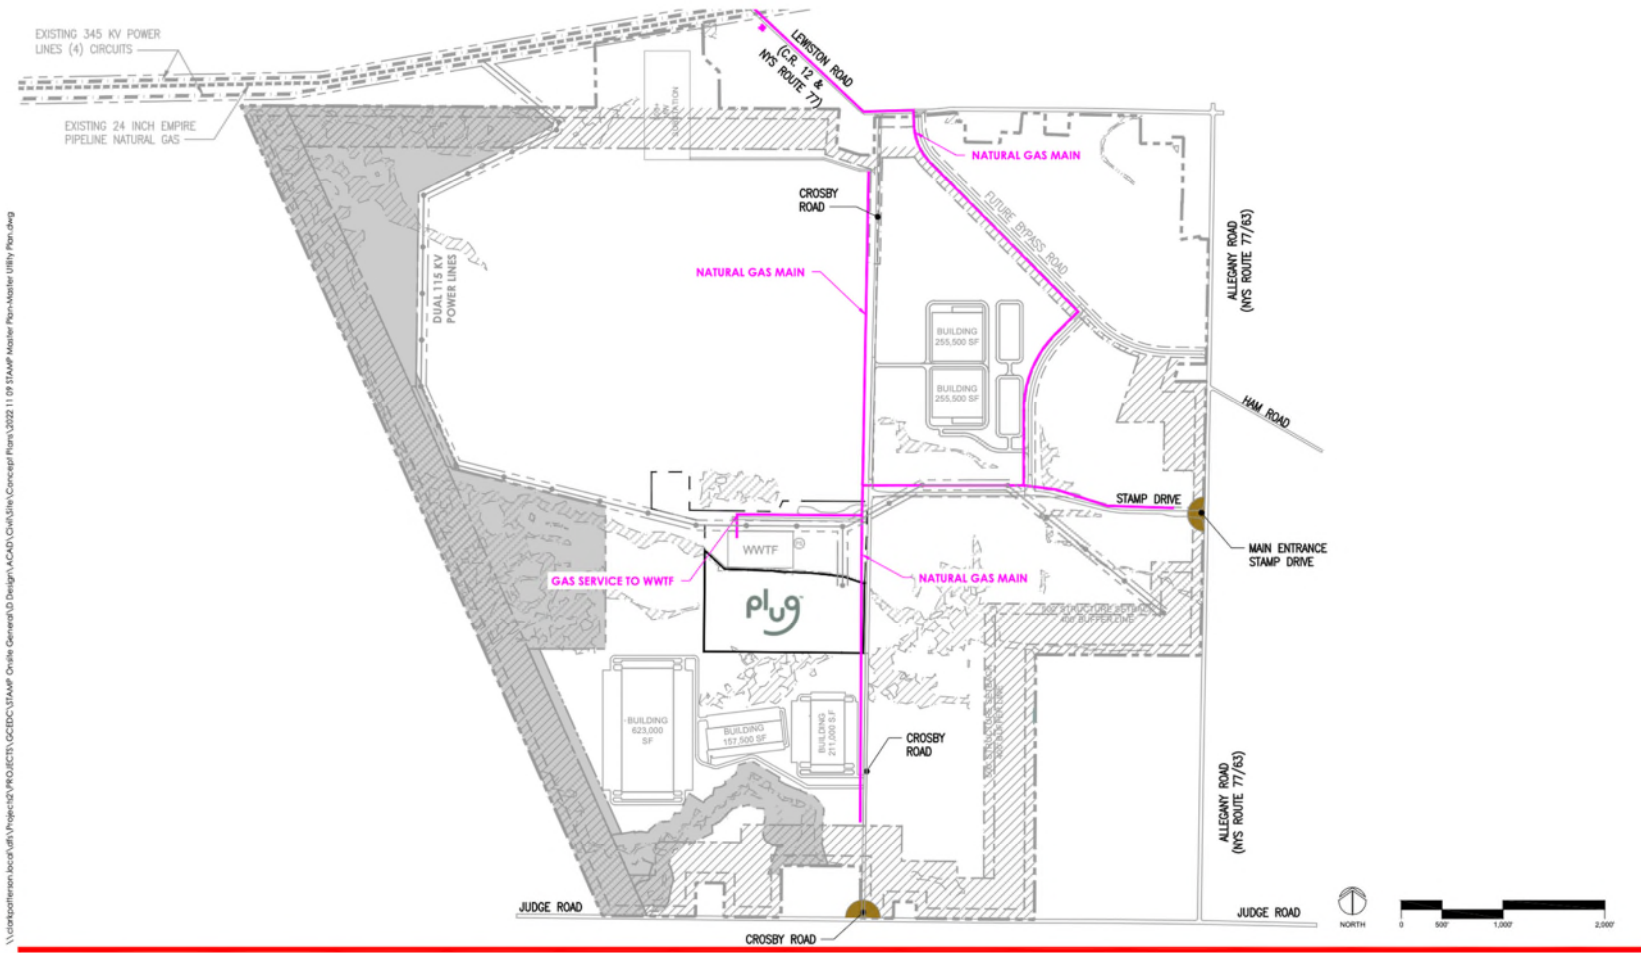 EXISTING 345 KV POWER
LINES (4) CIRCUITS
EXISTING 24 INCH EMPIRE
PIPELINE NATURAL GAS
LEWISTON ROAD
(C.R. 12 &
NYS ROUTE 77)
SUBSTATION
NATURAL GAS MAIN
CROSBY
ROAD
FUTURE BYPASS ROAD
ALLEGANY ROAD
(NYS ROUTE 77/63)
DUAL 115 KV
POWER LINES
NATURAL GAS MAIN
BUILDING
255,500 SF
BUILDING
255,500 SF
HAM ROAD
STAMP DRIVE
MAIN ENTRANCE
STAMP DRIVE
WWTF
GAS SERVICE TO WWTF
NATURAL GAS MAIN
plug
400' BUFFER LINE
BUILDING
623,000
SF
BUILDING
157,500 SF
BUILDING
211,000 S.F
CROSBY
ROAD
ALLEGANY ROAD
(NYS ROUTE 77/63)
JUDGE ROAD
CROSBY ROAD
JUDGE ROAD
NORTH
0 500' 1,000' 2,000'